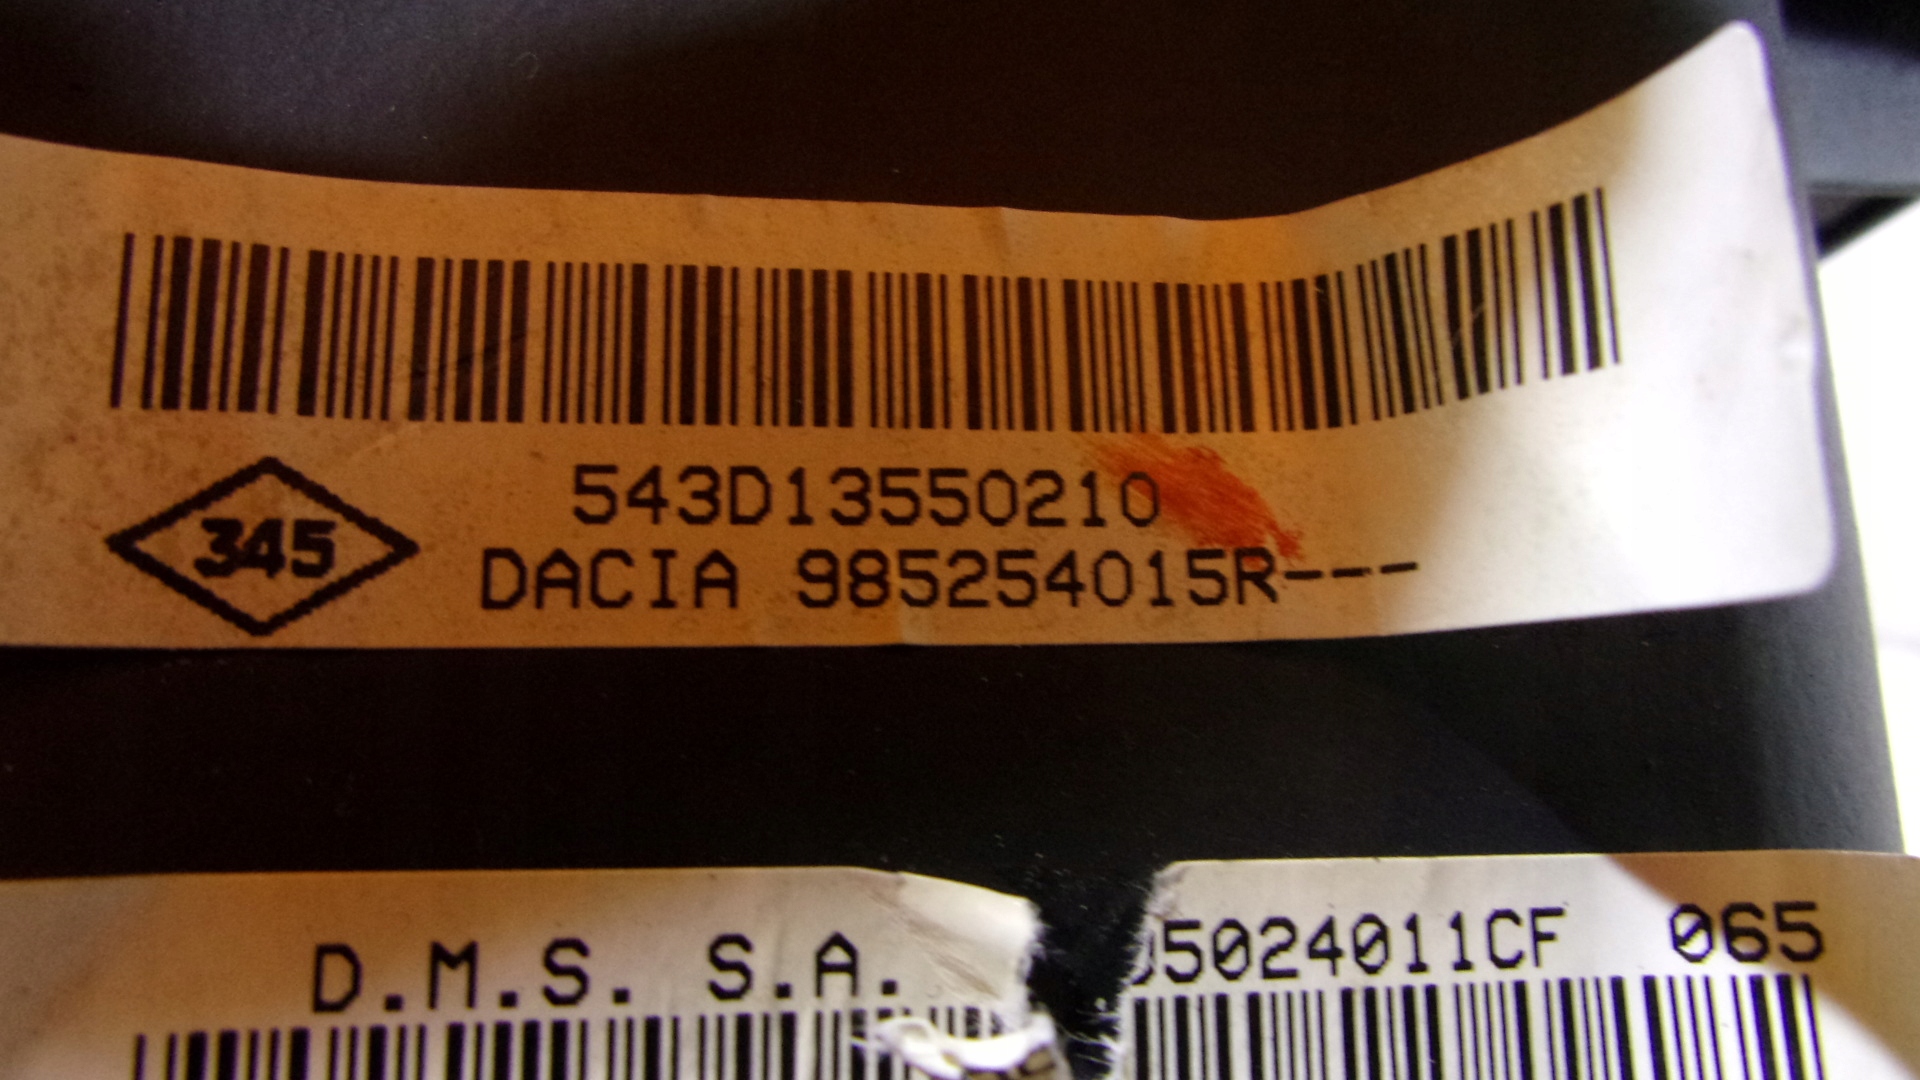 543D13550210
345
DACIA 985254015R---
D.M.S. S.A. 5024011CF 065